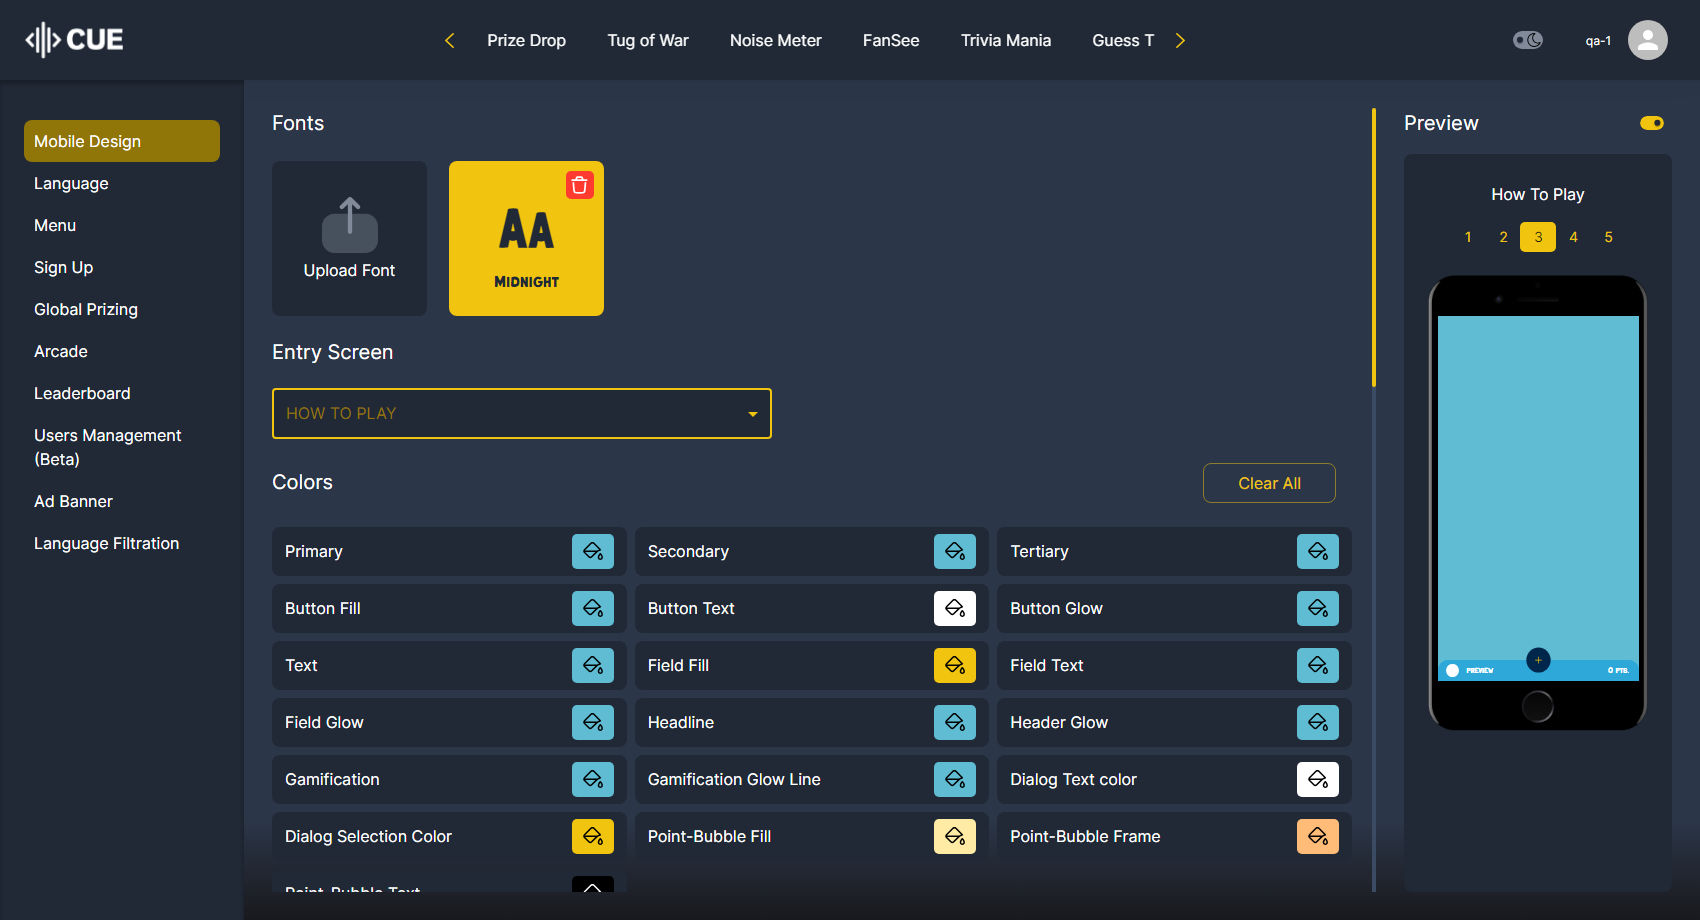 CUE
Prize Drop
Tug of War
Noise Meter
FanSee
Trivia Mania
Guess T
qa-1
Mobile Design
Language
Menu
Sign Up
Global Prizing
Arcade
Leaderboard
Users Management
(Beta)
Ad Banner
Language Filtration
Fonts
Upload Font
AA
MIDNIGHT
Entry Screen
HOW TO PLAY
Colors
Clear All
Primary
Secondary
Tertiary
Button Fill
Button Text
Button Glow
Text
Field Fill
Field Text
Field Glow
Headline
Header Glow
Gamification
Gamification Glow Line
Dialog Text color
Dialog Selection Color
Point-Bubble Fill
Point-Bubble Frame
Point-Bubble Text
Preview
How To Play
1 2 3 4 5
PREVIEW
0 PTS.